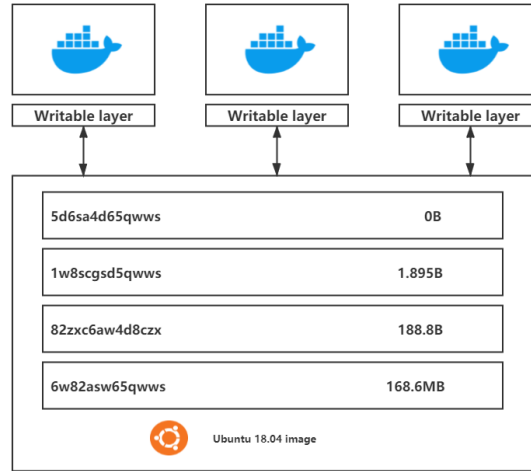 Writable layer
Writable layer
Writable layer
5d6sa4d65qwws 0B
1w8scgsd5qwws 1.895B
82zxc6aw4d8czx 188.8B
6w82asw65qwws 168.6MB
Ubuntu 18.04 image